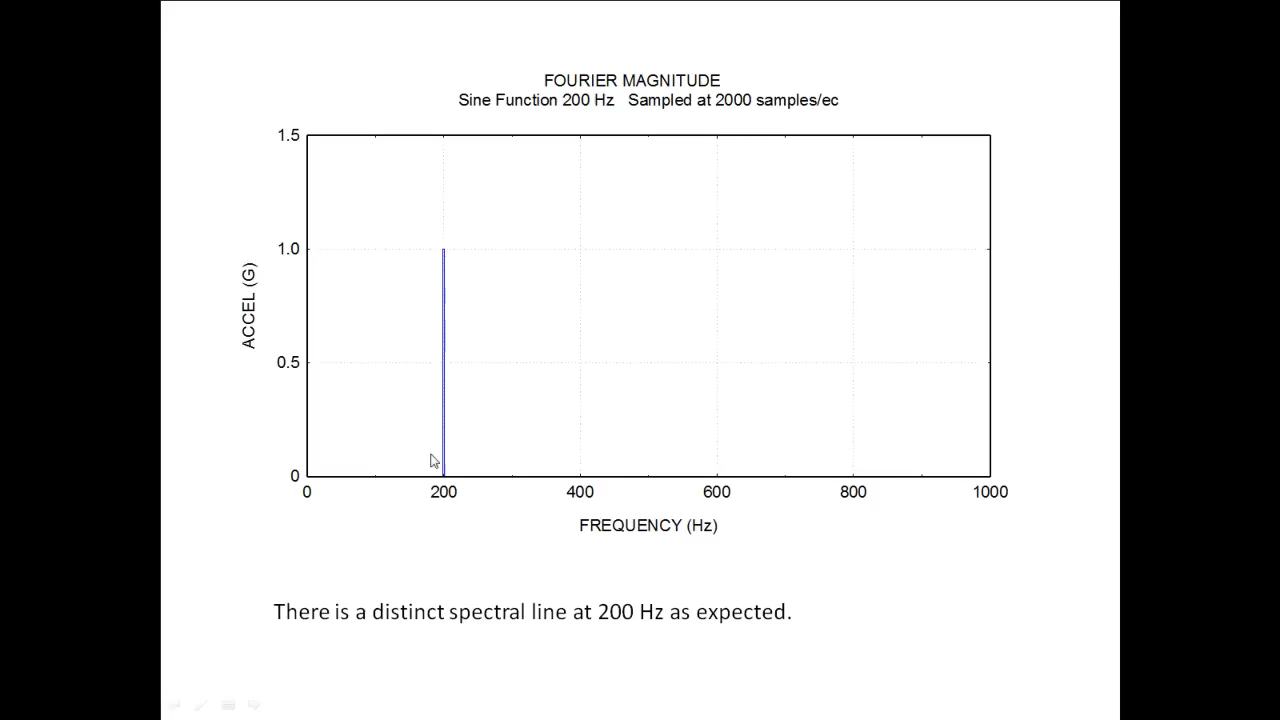 FOURIER MAGNITUDE
Sine Function 200 Hz Sampled at 2000 samples/ec
1.5
1.0
0.5
0
ACCEL (G)
0 200 400 600 800 1000
FREQUENCY (Hz)
There is a distinct spectral line at 200 Hz as expected.